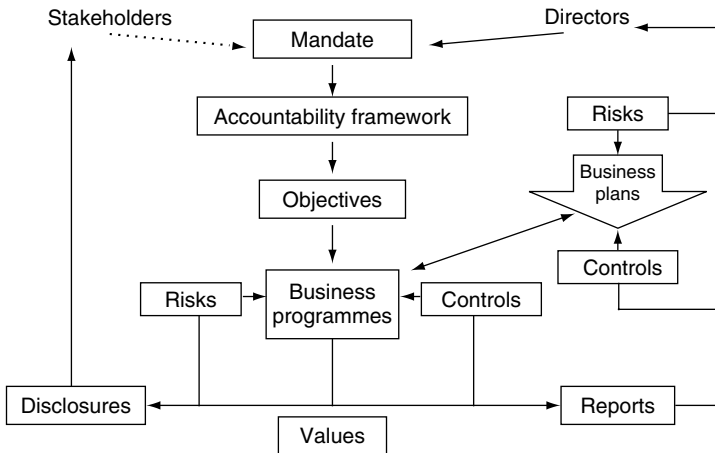 Stakeholders
Directors
Mandate
Accountability framework
Risks
Business
plans
Objectives
Controls
Risks
Business
programmes
Controls
Disclosures
Reports
Values